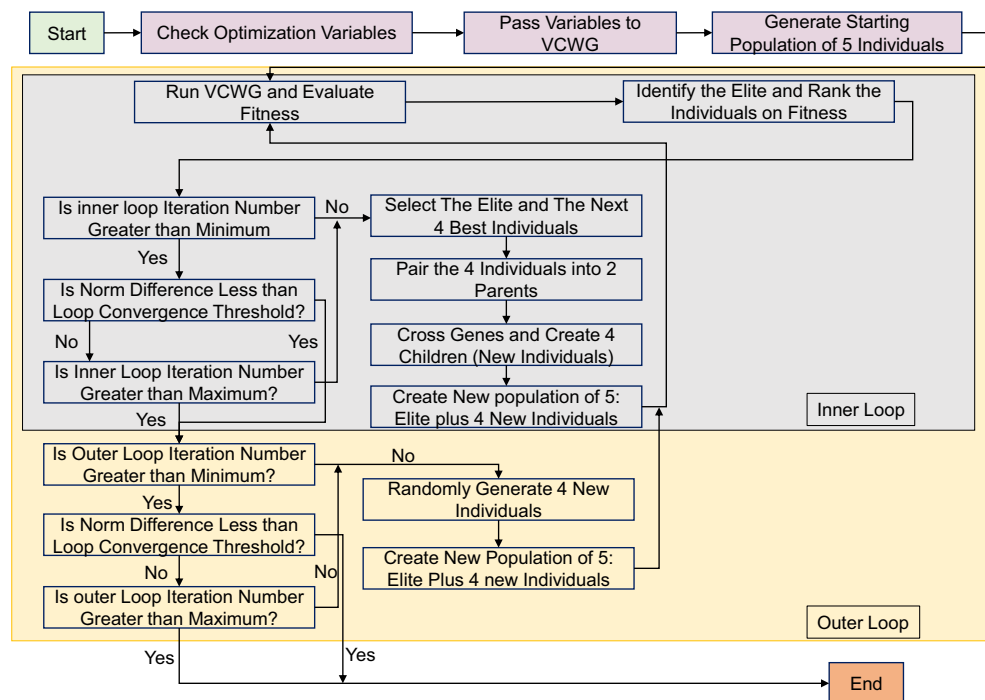 Start
Check Optimization Variables
Pass Variables to
VCWG
Generate Starting
Population of 5 Individuals
Run VCWG and Evaluate
Fitness
Identify the Elite and Rank the
Individuals on Fitness
Is inner loop Iteration Number
Greater than Minimum
No
Select The Elite and The Next
4 Best Individuals
Yes
Pair the 4 Individuals into 2
Parents
Is Norm Difference Less than
Loop Convergence Threshold?
No
Yes
Cross Genes and Create 4
Children (New Individuals)
Is Inner Loop Iteration Number
Greater than Maximum?
Create New population of 5:
Elite plus 4 New Individuals
Yes
Inner Loop
Is Outer Loop Iteration Number
Greater than Minimum?
No
Randomly Generate 4 New
Individuals
Yes
Is Norm Difference Less than
Loop Convergence Threshold?
Create New Population of 5:
Elite Plus 4 new Individuals
No
No
Is outer Loop Iteration Number
Greater than Maximum?
Outer Loop
Yes
Yes
End